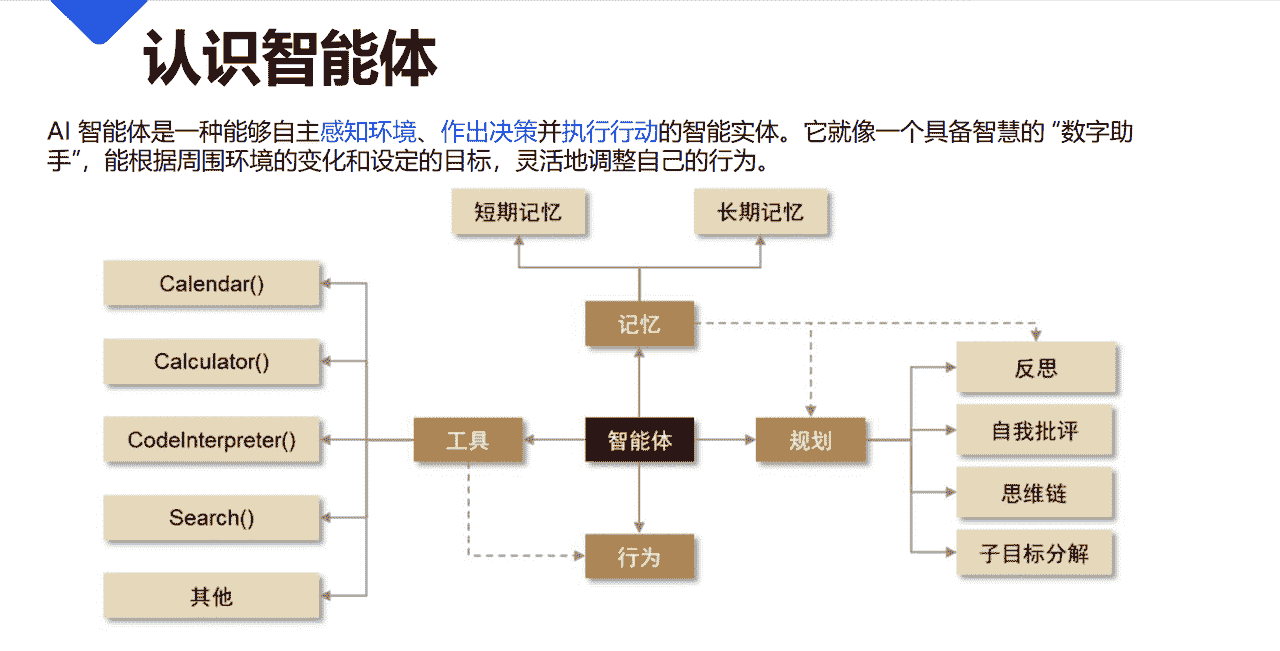 认识智能体
AI 智能体是一种能够自主感知环境、作出决策并执行行动的智能实体。它就像一个具备智慧的 “数字助
手”，能根据周围环境的变化和设定的目标，灵活地调整自己的行为。
短期记忆
长期记忆
Calendar()
记忆
Calculator()
反思
CodeInterpreter()
工具
智能体
规划
自我批评
思维链
Search()
行为
子目标分解
其他